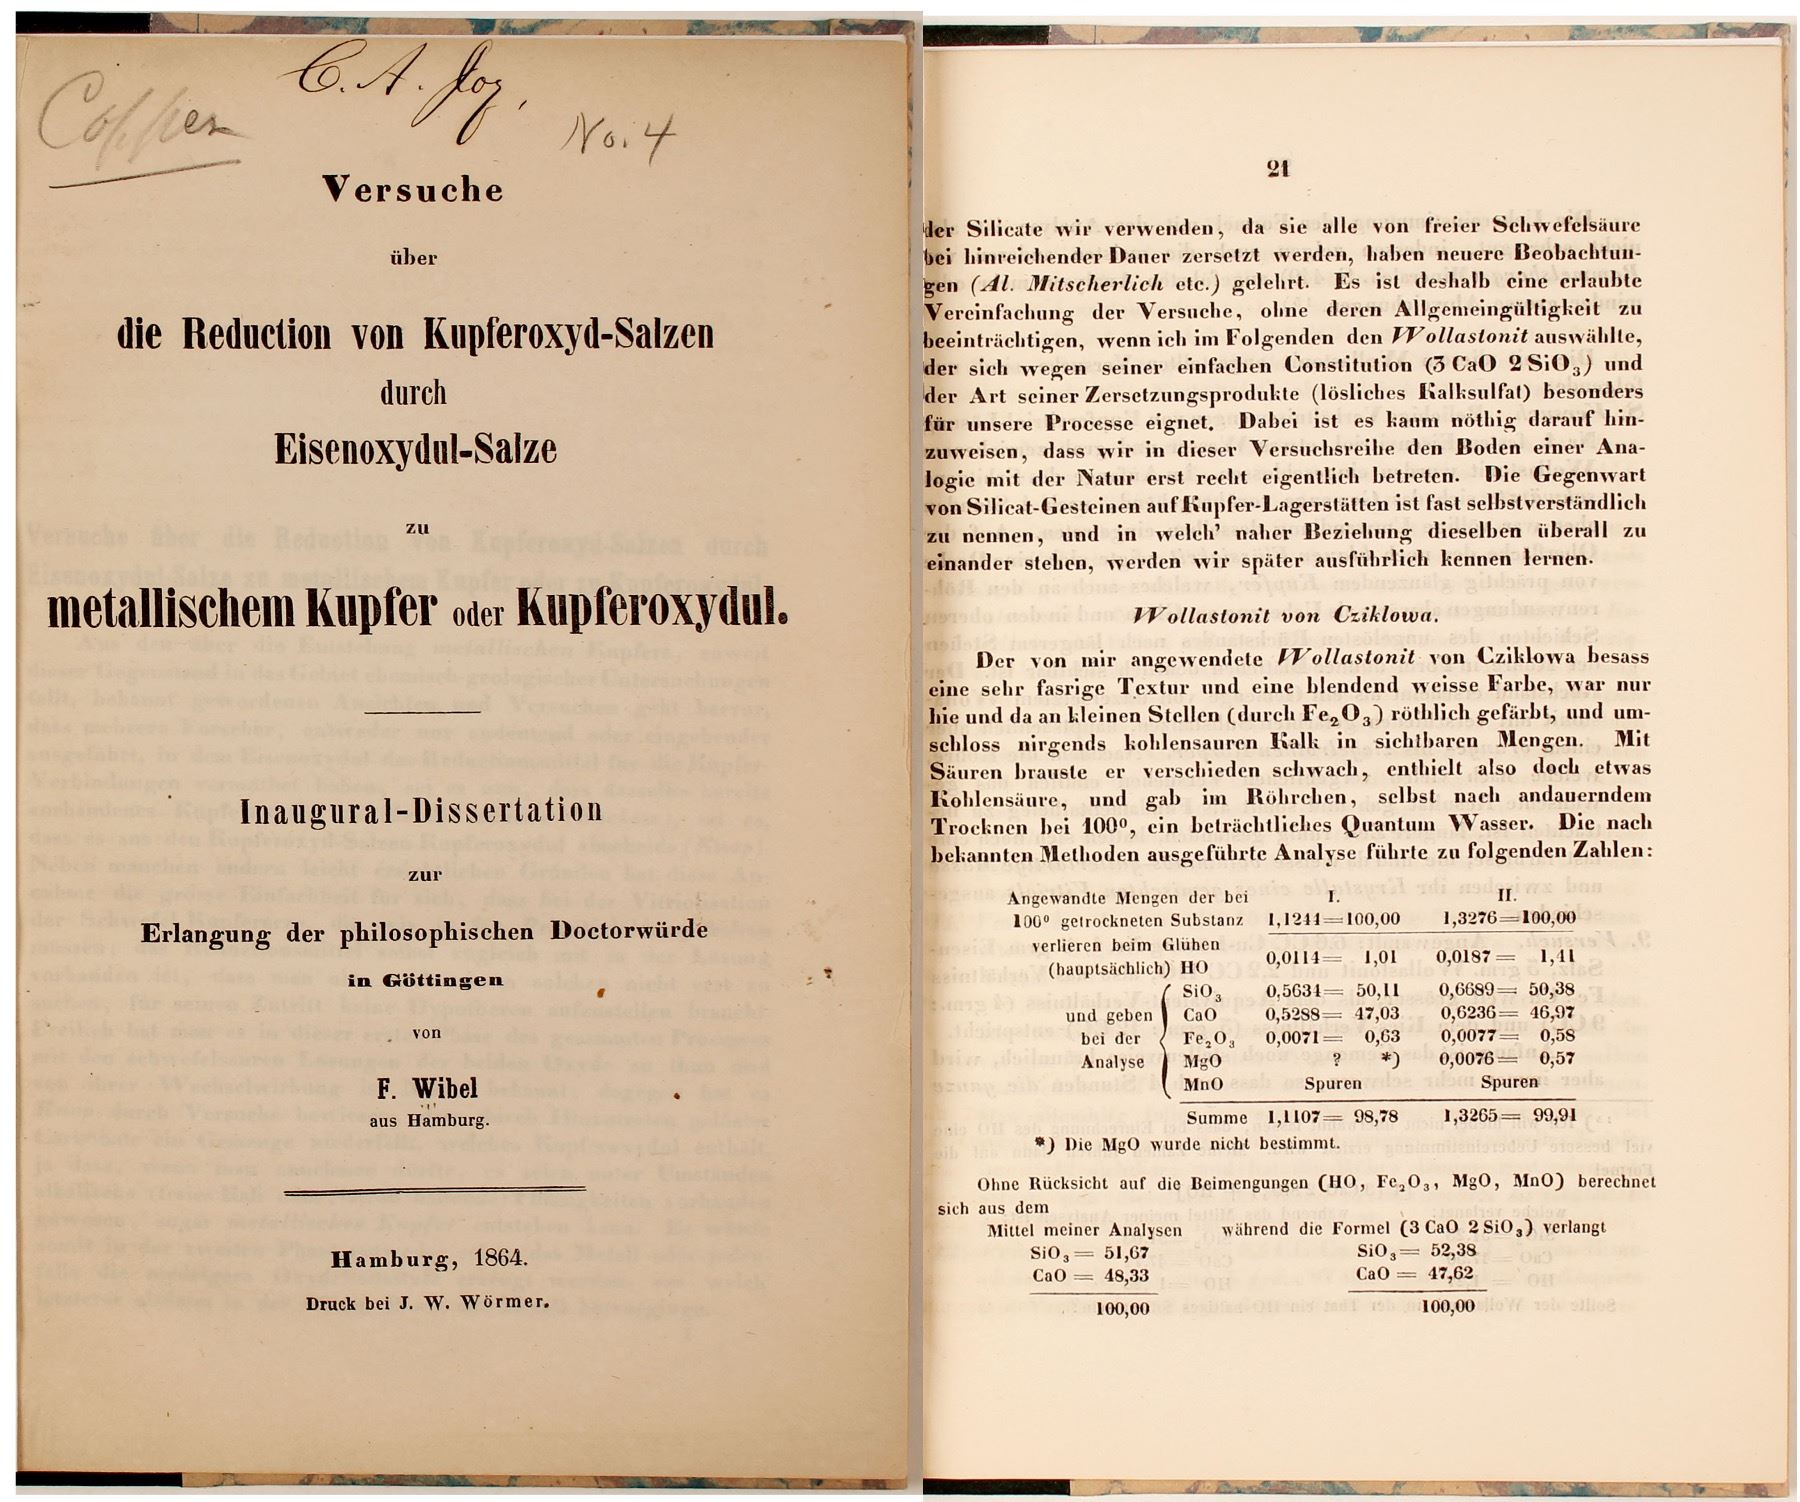 Copper
C. A. Joy,
No. 4
Versuche
über
die Reduction von Kupferoxyd-Salzen
durch
Eisenoxydul-Salze
zu
metallischem Kupfer oder Kupferoxydul.
Inaugural-Dissertation
zur
Erlangung der philosophischen Doctorwürde
in Göttingen
von
F. Wibel
aus Hamburg.
Hamburg, 1864.
Druck bei J. W. Wörmer.
21
der Silicate wir verwenden, da sie alle von freier Schwefelsäure
bei hinreichender Dauer zersetzt werden, haben neuere Beobachtun-
gen (Al. Mitscherlich etc.) gelehrt. Es ist deshalb eine erlaubte
Vereinfachung der Versuche, ohne deren Allgemeingültigkeit zu
beeinträchtigen, wenn ich im Folgenden den Wollastonit auswählte,
der sich wegen seiner einfachen Constitution (3 CaO 2 SiO₃) und
der Art seiner Zersetzungsprodukte (lösliches Kalksulfat) besonders
für unsere Processe eignet. Dabei ist es kaum nöthig darauf hin-
zuweisen, dass wir in dieser Versuchsreihe den Boden einer Ana-
logie mit der Natur erst recht eigentlich betreten. Die Gegenwart
von Silicat-Gesteinen auf Kupfer-Lagerstätten ist fast selbstverständlich
zu nennen, und in welch' naher Beziehung dieselben überall zu
einander stehen, werden wir später ausführlich kennen lernen.
Wollastonit von Cziklowa.
Der von mir angewendete Wollastonit von Cziklowa besass
eine sehr fasrige Textur und eine blendend weisse Farbe, war nur
hie und da an kleinen Stellen (durch Fe₂O₃) röthlich gefärbt, und um-
schloss nirgends kohlensauren Kalk in sichtbaren Mengen. Mit
Säuren brauste er verschieden schwach, enthielt also doch etwas
Kohlensäure, und gab im Röhrchen, selbst nach andauerndem
Trocknen bei 100⁰, ein beträchtliches Quantum Wasser. Die nach
bekannten Methoden ausgeführte Analyse führte zu folgenden Zahlen:
Angewandte Mengen der bei I. II.
100⁰ getrockneten Substanz 1,1244=100,00 1,3276=100,00
verlieren beim Glühen
(hauptsächlich) HO 0,0114= 1,01 0,0187= 1,41
SiO₃ 0,5634= 50,11 0,6689= 50,38
und geben CaO 0,5288= 47,03 0,6236= 46,97
bei der Fe₂O₃ 0,0071= 0,63 0,0077= 0,58
Analyse MgO ? *) 0,0076= 0,57
MnO Spuren Spuren
Summe 1,1107= 98,78 1,3265= 99,91
*) Die MgO wurde nicht bestimmt.
Ohne Rücksicht auf die Beimengungen (HO, Fe₂O₃, MgO, MnO) berechnet
sich aus dem
Mittel meiner Analysen während die Formel (3 CaO 2 SiO₃) verlangt
SiO₃= 51,67 SiO₃= 52,38
CaO = 48,33 CaO = 47,62
100,00 100,00